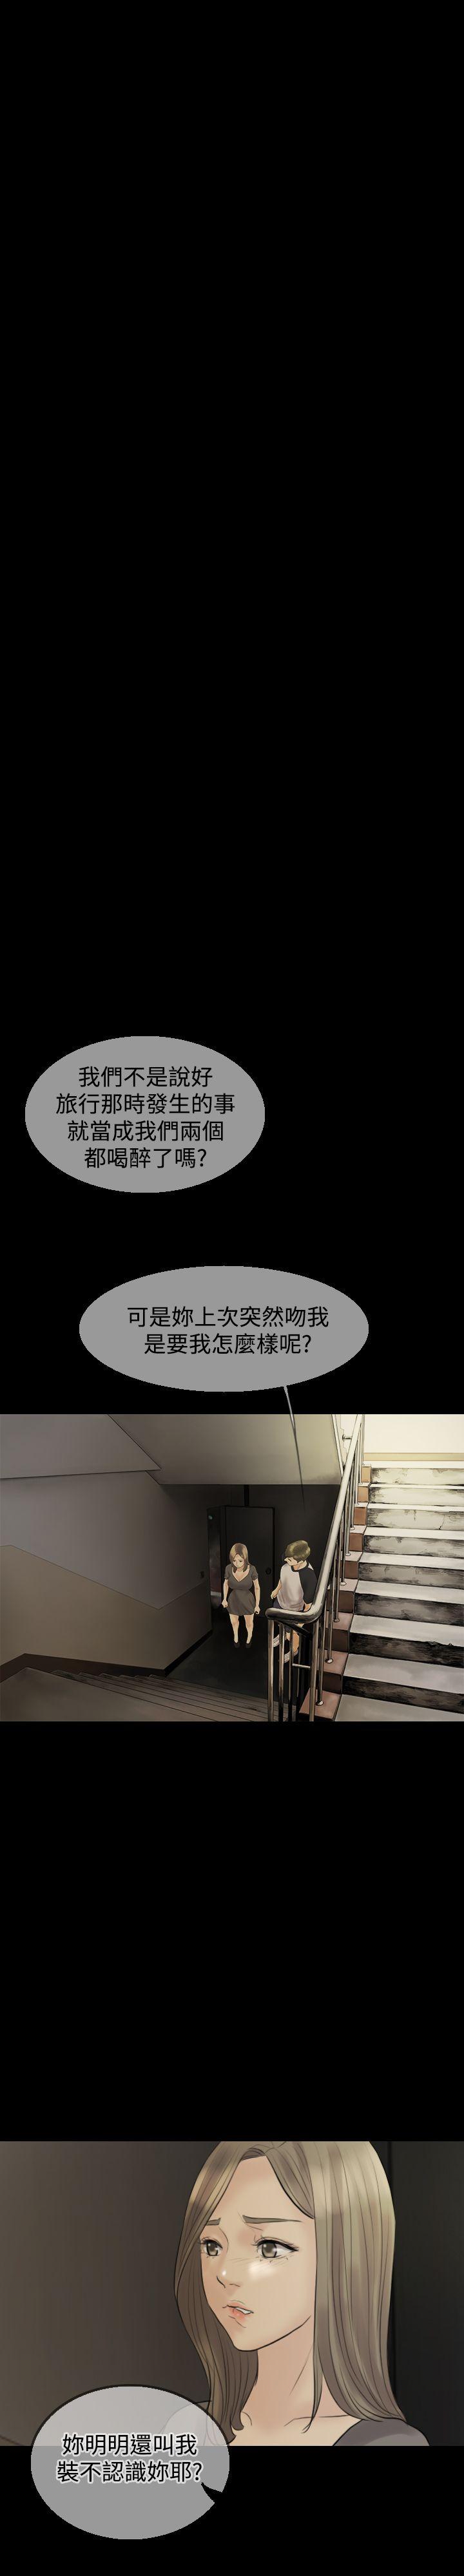 我們不是說好
旅行那時發生的事
就當成我們兩個
都喝醉了嗎?
可是妳上次突然吻我
是要我怎麼樣呢?
妳明明還叫我
裝不認識妳耶?